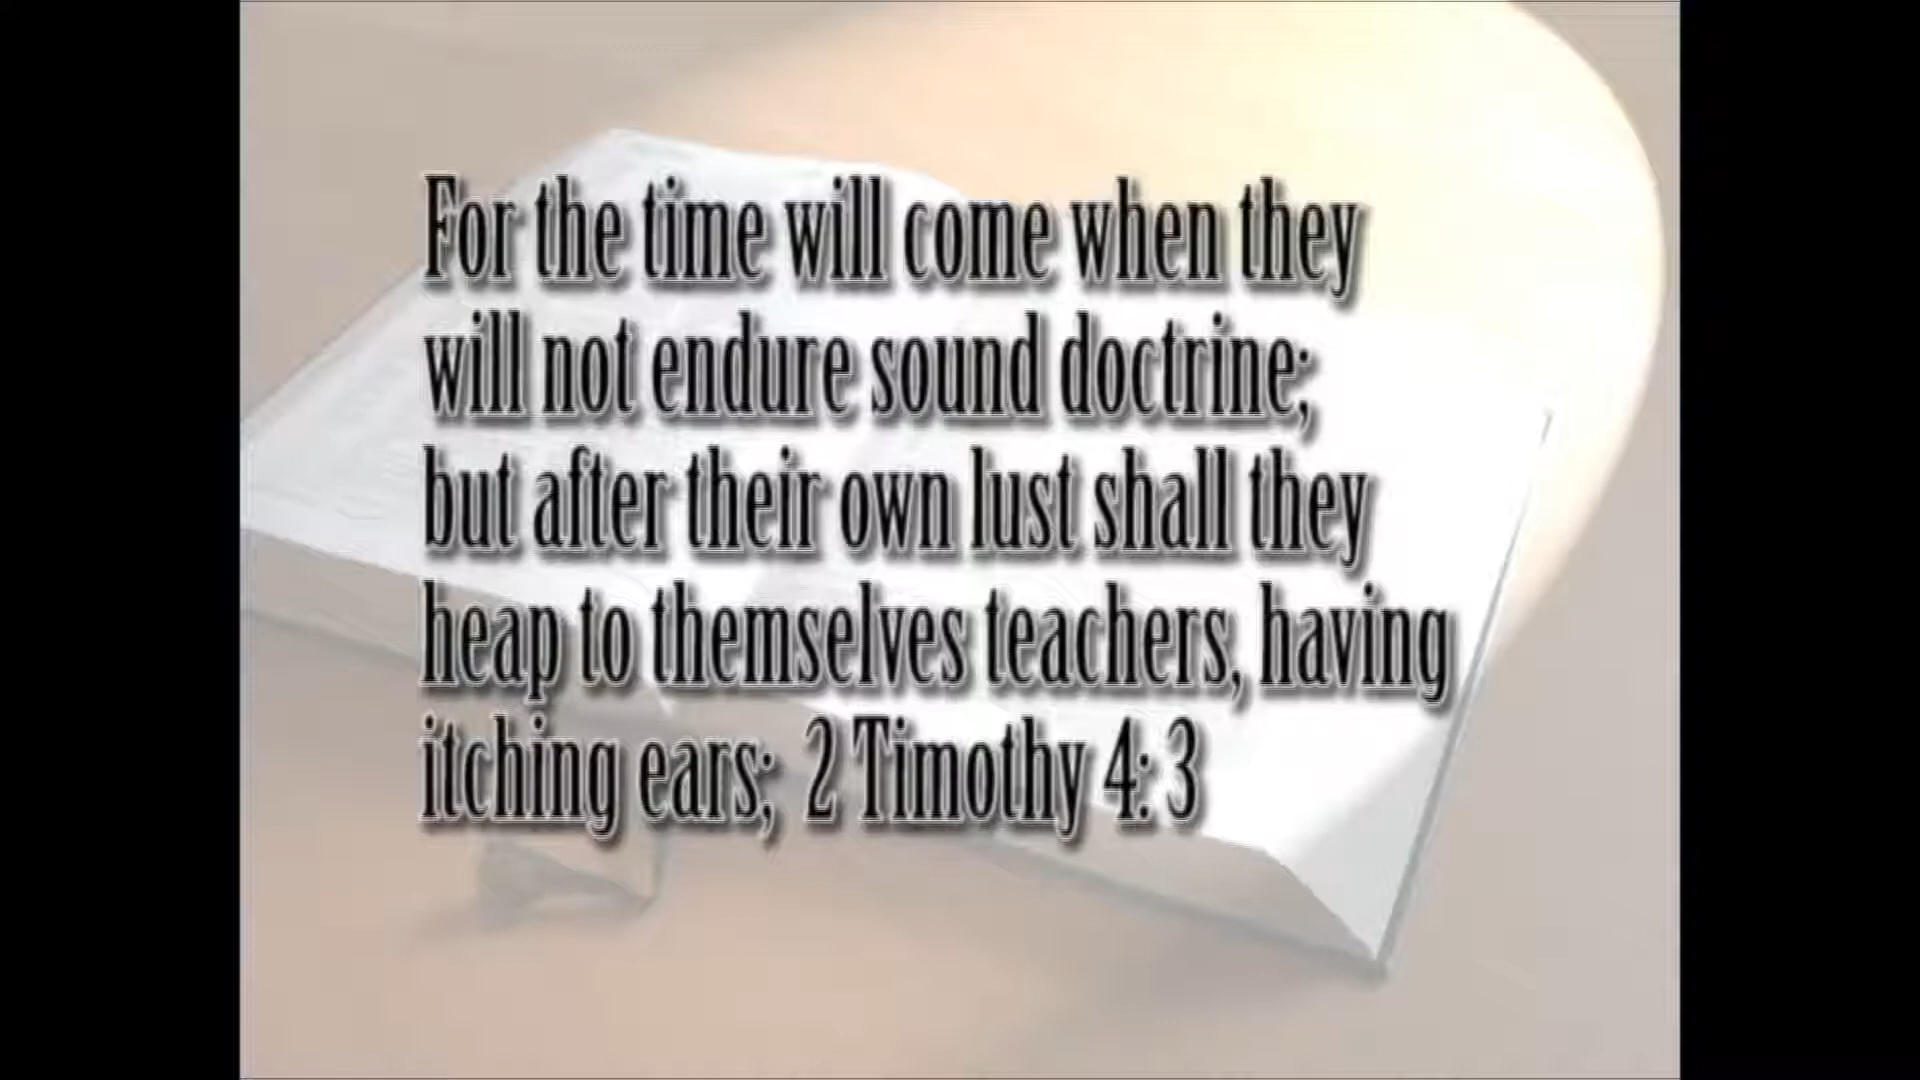 For the time will come when they
will not endure sound doctrine;
but after their own lust shall they
heap to themselves teachers, having
itching ears; 2 Timothy 4: 3